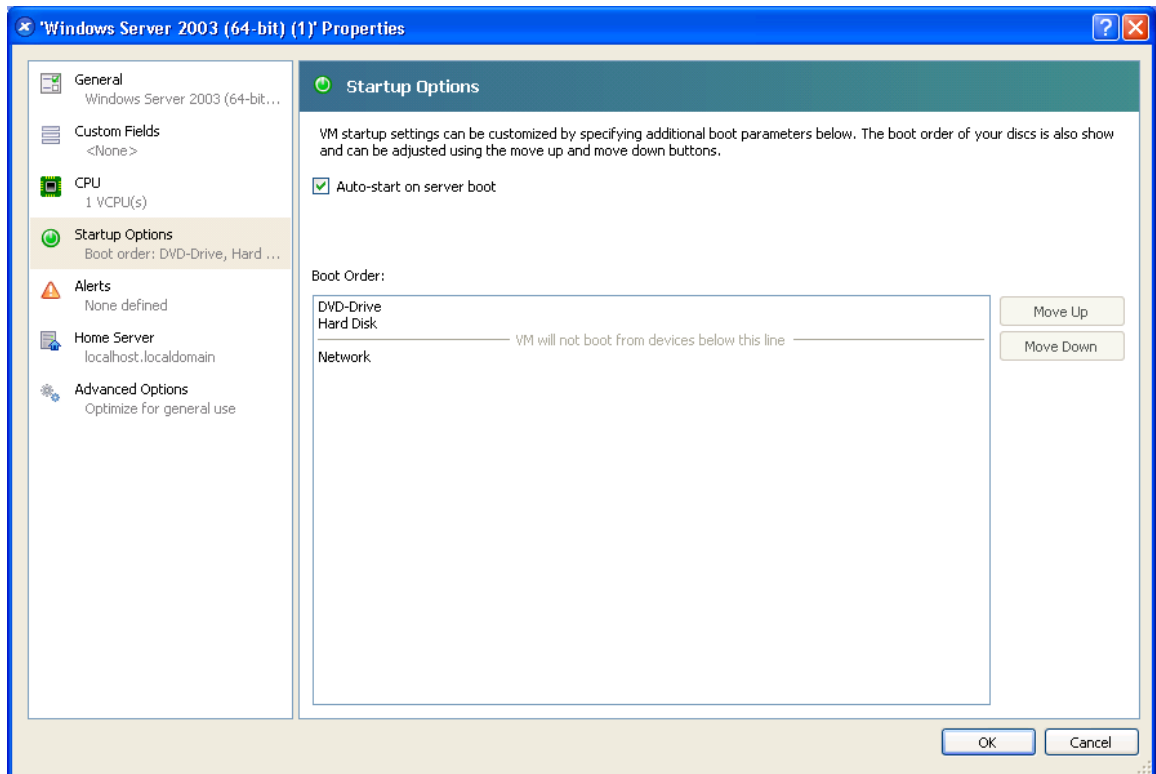 'Windows Server 2003 (64-bit) (1)' Properties
General
Windows Server 2003 (64-bit...
Custom Fields
<None>
CPU
1 VCPU(s)
Startup Options
Boot order: DVD-Drive, Hard ...
Alerts
None defined
Home Server
localhost.localdomain
Advanced Options
Optimize for general use
Startup Options
VM startup settings can be customized by specifying additional boot parameters below. The boot order of your discs is also show
and can be adjusted using the move up and move down buttons.
Auto-start on server boot
Boot Order:
DVD-Drive
Hard Disk
VM will not boot from devices below this line
Network
Move Up
Move Down
OK
Cancel